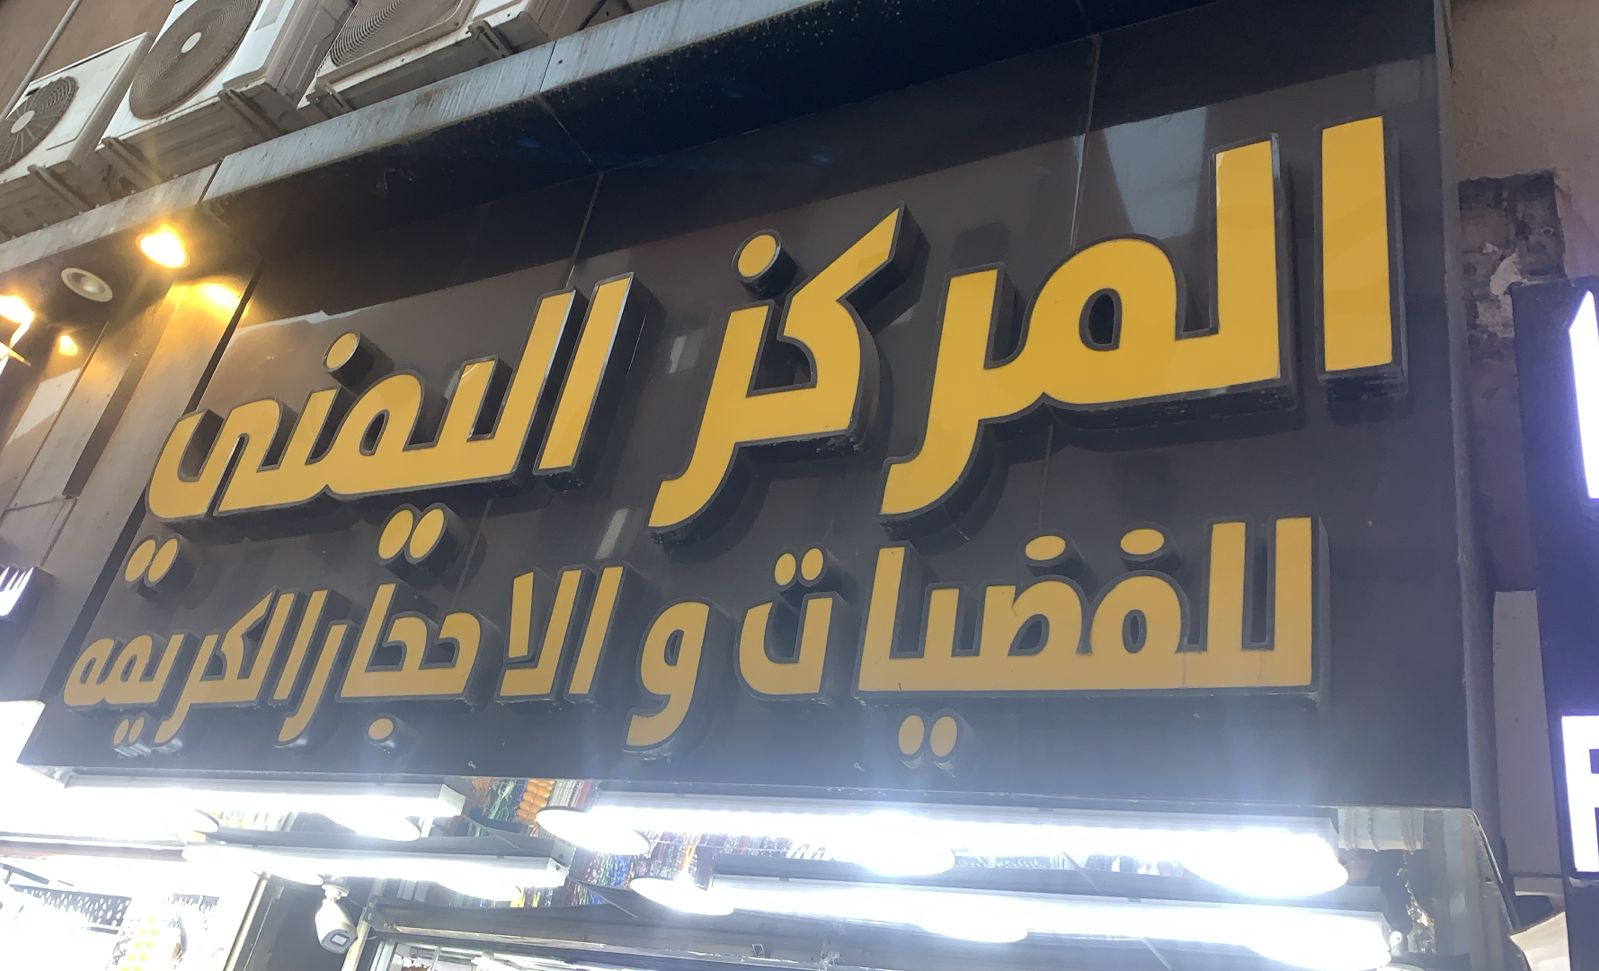 المركز اليمني
للفضيات و الاحجار الكريمه